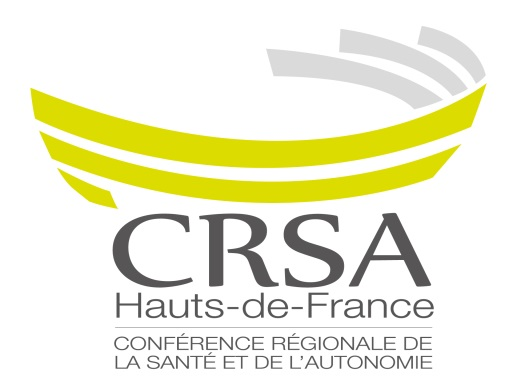 CRSA
Hauts-de-France
CONFÉRENCE RÉGIONALE DE
LA SANTÉ ET DE L'AUTONOMIE